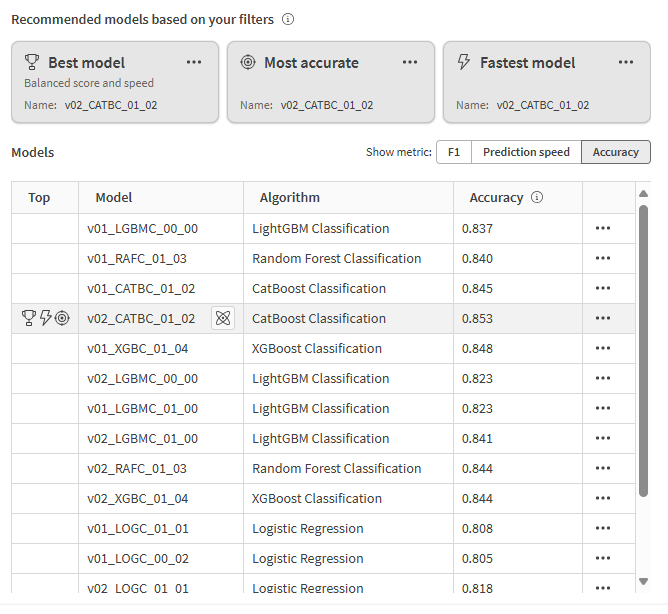 Recommended models based on your filters
Best model
Balanced score and speed
Name: v02_CATBC_01_02
Most accurate
Name: v02_CATBC_01_02
Fastest model
Name: v02_CATBC_01_02
Models
Show metric: F1 Prediction speed Accuracy
Top Model Algorithm Accuracy
v01_LGBMC_00_00 LightGBM Classification 0.837
v01_RAFC_01_03 Random Forest Classification 0.840
v01_CATBC_01_02 CatBoost Classification 0.845
v02_CATBC_01_02 CatBoost Classification 0.853
v01_XGBC_01_04 XGBoost Classification 0.848
v02_LGBMC_00_00 LightGBM Classification 0.823
v01_LGBMC_01_00 LightGBM Classification 0.823
v02_LGBMC_01_00 LightGBM Classification 0.841
v02_RAFC_01_03 Random Forest Classification 0.844
v02_XGBC_01_04 XGBoost Classification 0.844
v01_LOGC_01_01 Logistic Regression 0.808
v01_LOGC_00_02 Logistic Regression 0.805
v02_LOGC_01_01 Logistic Regression 0.818